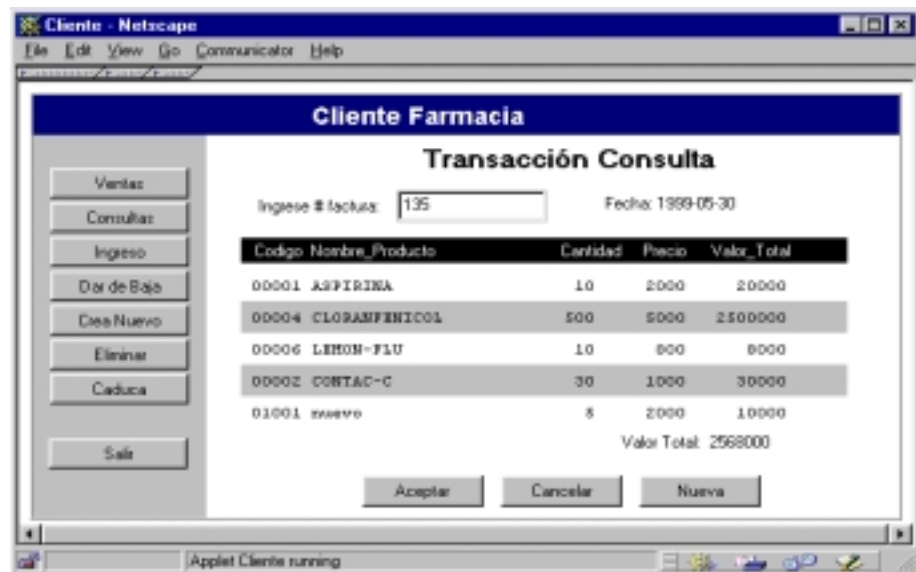 Cliente - Netscape
File Edit View Go Communicator Help
Cliente Farmacia
Transacción Consulta
Ventas
Consultas
Ingreso
Dar de Baja
Crea Nuevo
Eliminar
Caduca
Salir
Ingrese # factura: 135 Fecha: 1999-05-30
Codigo Nombre_Producto Cantidad Precio Valor_Total
00001 ASPIRINA 10 2000 20000
00004 CLORANFENICOL 500 5000 2500000
00006 LEMON-FLU 10 800 8000
00002 CONTAC-C 30 1000 30000
01001 nuevo 5 2000 10000
Valor Total: 2568000
Aceptar Cancelar Nueva
Applet Cliente running